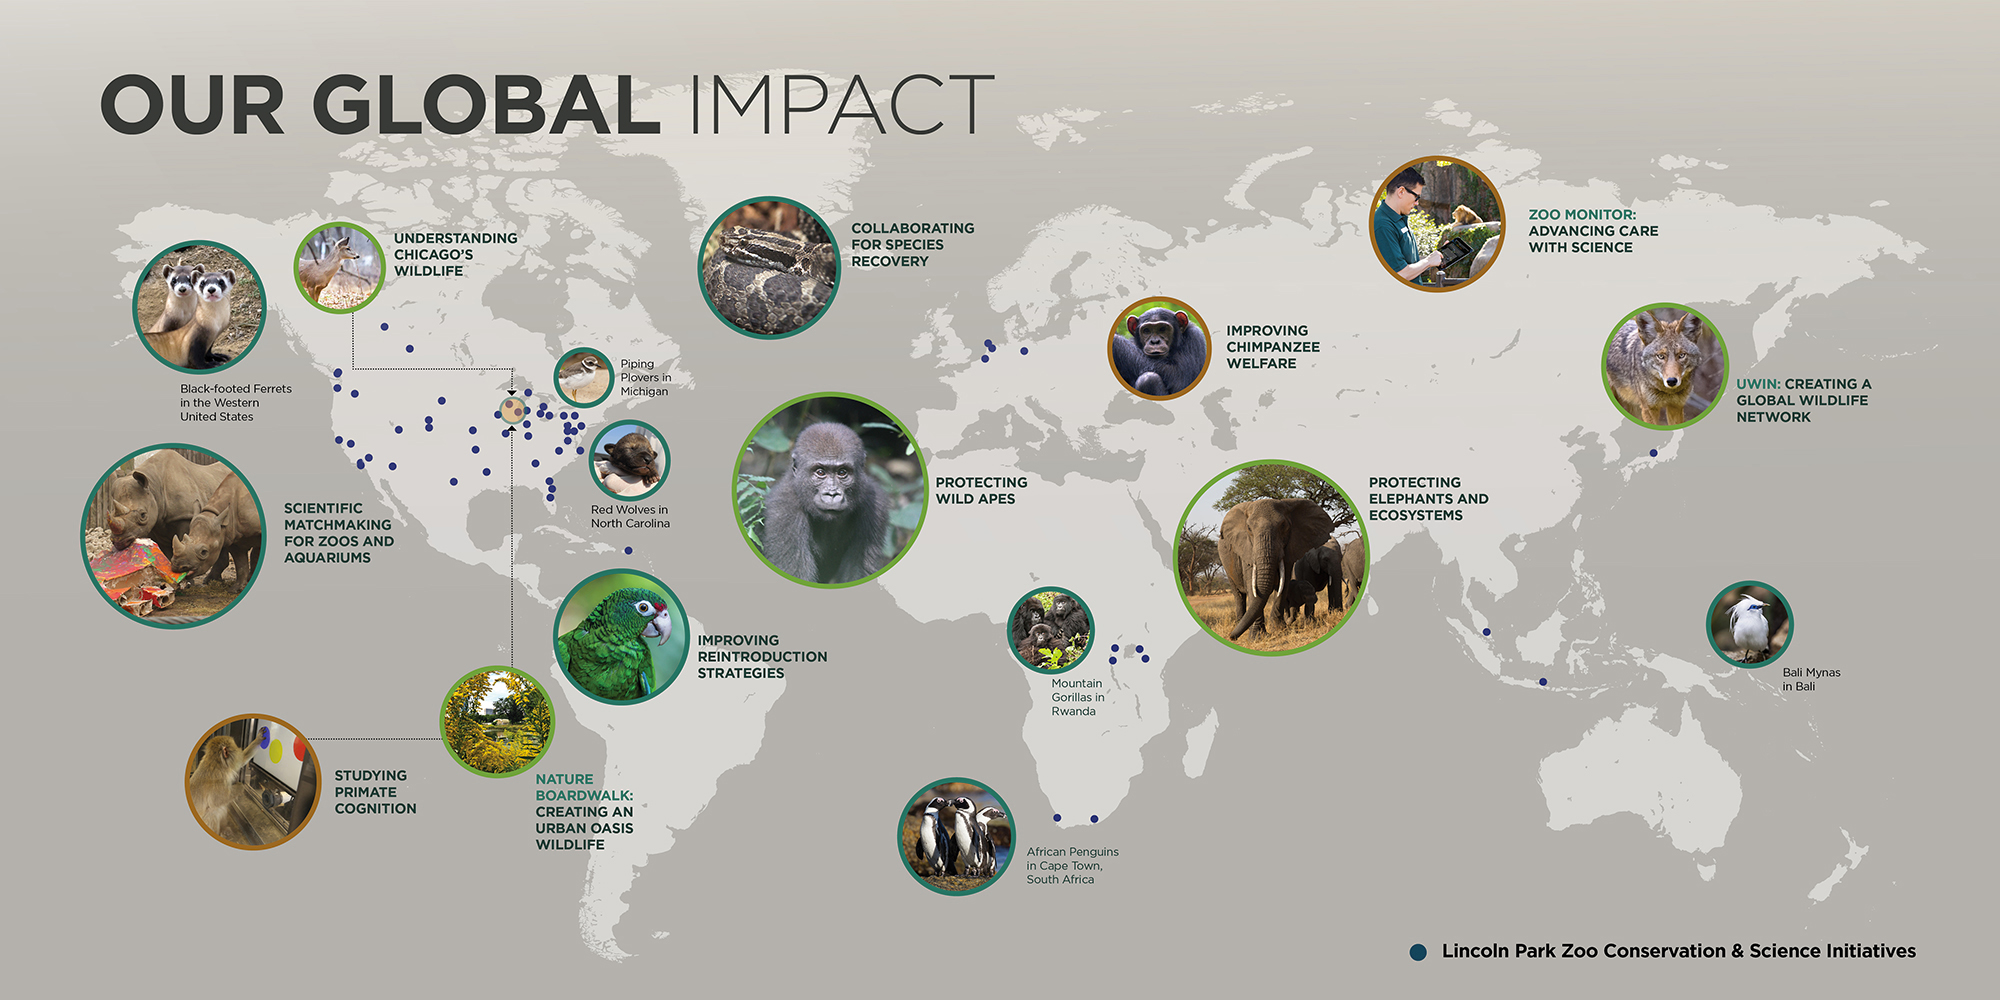 OUR GLOBAL IMPACT
UNDERSTANDING
CHICAGO'S
WILDLIFE
COLLABORATING
FOR SPECIES
RECOVERY
ZOO MONITOR:
ADVANCING CARE
WITH SCIENCE
Black-footed Ferrets
in the Western
United States
Piping
Plovers in
Michigan
IMPROVING
CHIMPANZEE
WELFARE
UWIN: CREATING A
GLOBAL WILDLIFE
NETWORK
SCIENTIFIC
MATCHMAKING
FOR ZOOS AND
AQUARIUMS
Red Wolves in
North Carolina
PROTECTING
WILD APES
PROTECTING
ELEPHANTS AND
ECOSYSTEMS
IMPROVING
REINTRODUCTION
STRATEGIES
Mountain
Gorillas in
Rwanda
Bali Mynas
in Bali
STUDYING
PRIMATE
COGNITION
NATURE
BOARDWALK:
CREATING AN
URBAN OASIS
WILDLIFE
African Penguins
in Cape Town,
South Africa
Lincoln Park Zoo Conservation & Science Initiatives